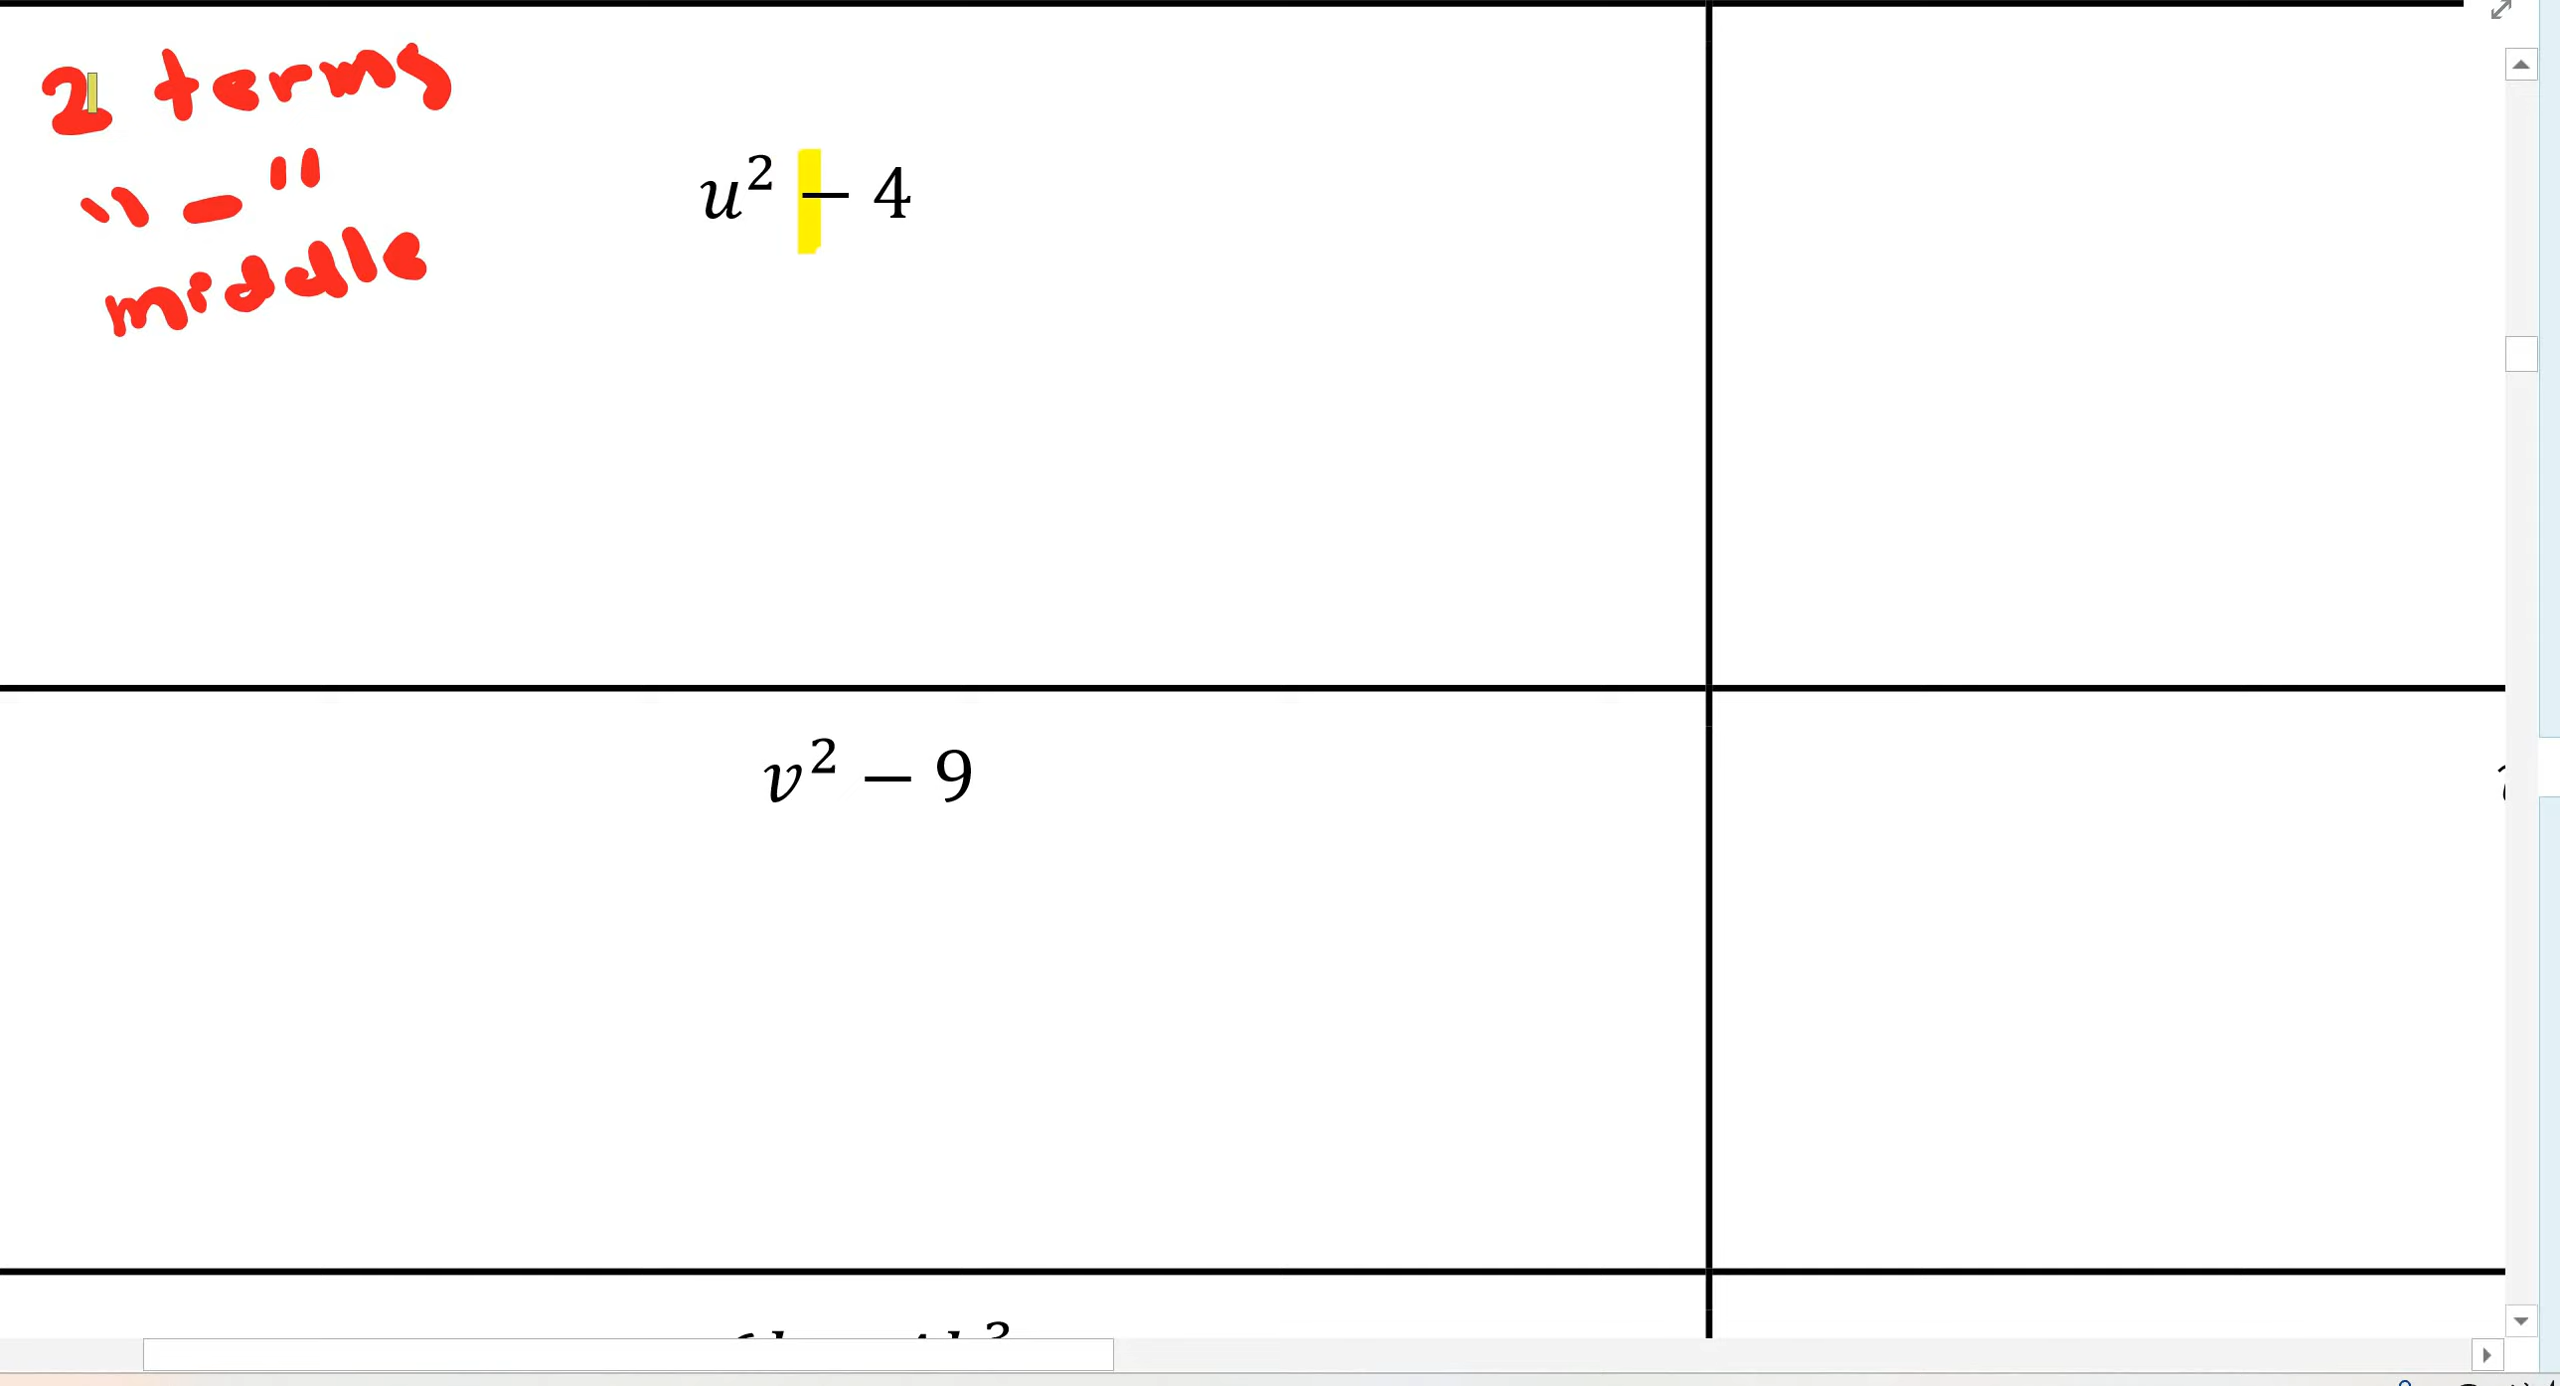 2 terms
"-"
middle
u² − 4
v² − 9